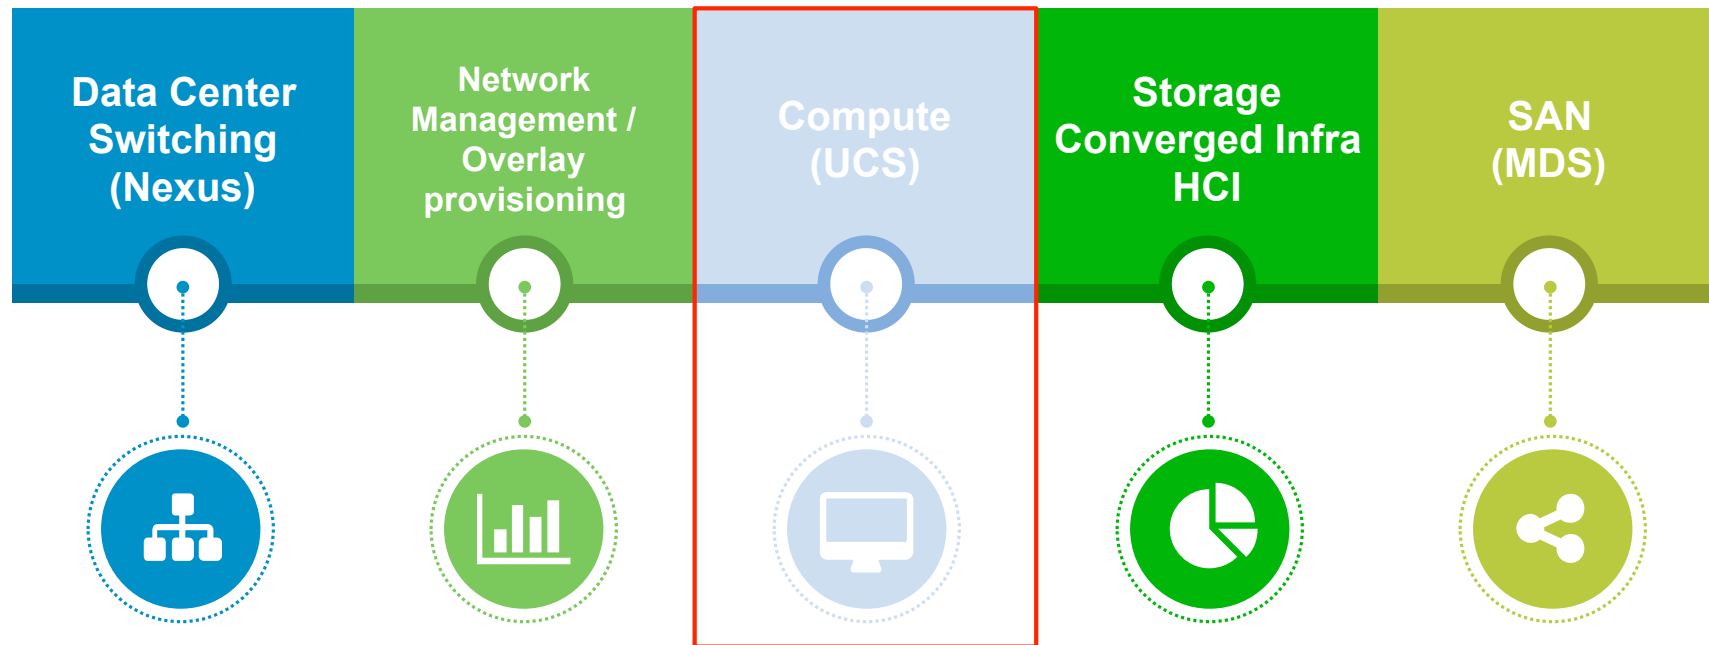 Data Center
Switching
(Nexus)
Network
Management /
Overlay
provisioning
Compute
(UCS)
Storage
Converged Infra
HCI
SAN
(MDS)